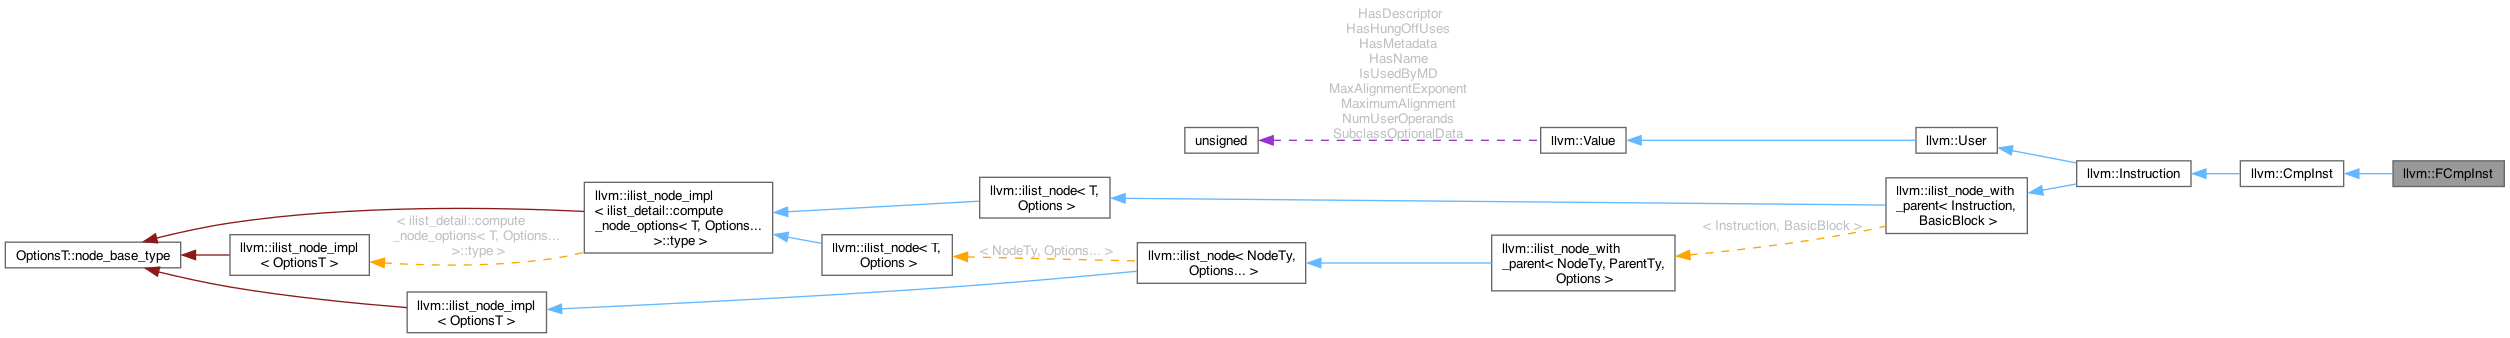 HasDescriptor
HasHungOffUses
HasMetadata
HasName
IsUsedByMD
MaxAlignmentExponent
MaximumAlignment
NumUserOperands
SubclassOptionalData
unsigned
llvm::Value
llvm::User
llvm::Instruction
llvm::CmpInst
llvm::FCmpInst
llvm::ilist_node_impl
< ilist_detail::compute
_node_options< T, Options...
>::type >
llvm::ilist_node< T,
Options >
llvm::ilist_node_with
_parent< Instruction,
BasicBlock >
< ilist_detail::compute
_node_options< T, Options...
>::type >
< Instruction, BasicBlock >
OptionsT::node_base_type
llvm::ilist_node_impl
< OptionsT >
llvm::ilist_node< T,
Options >
< NodeTy, Options... >
llvm::ilist_node< NodeTy,
Options... >
llvm::ilist_node_with
_parent< NodeTy, ParentTy,
Options >
llvm::ilist_node_impl
< OptionsT >